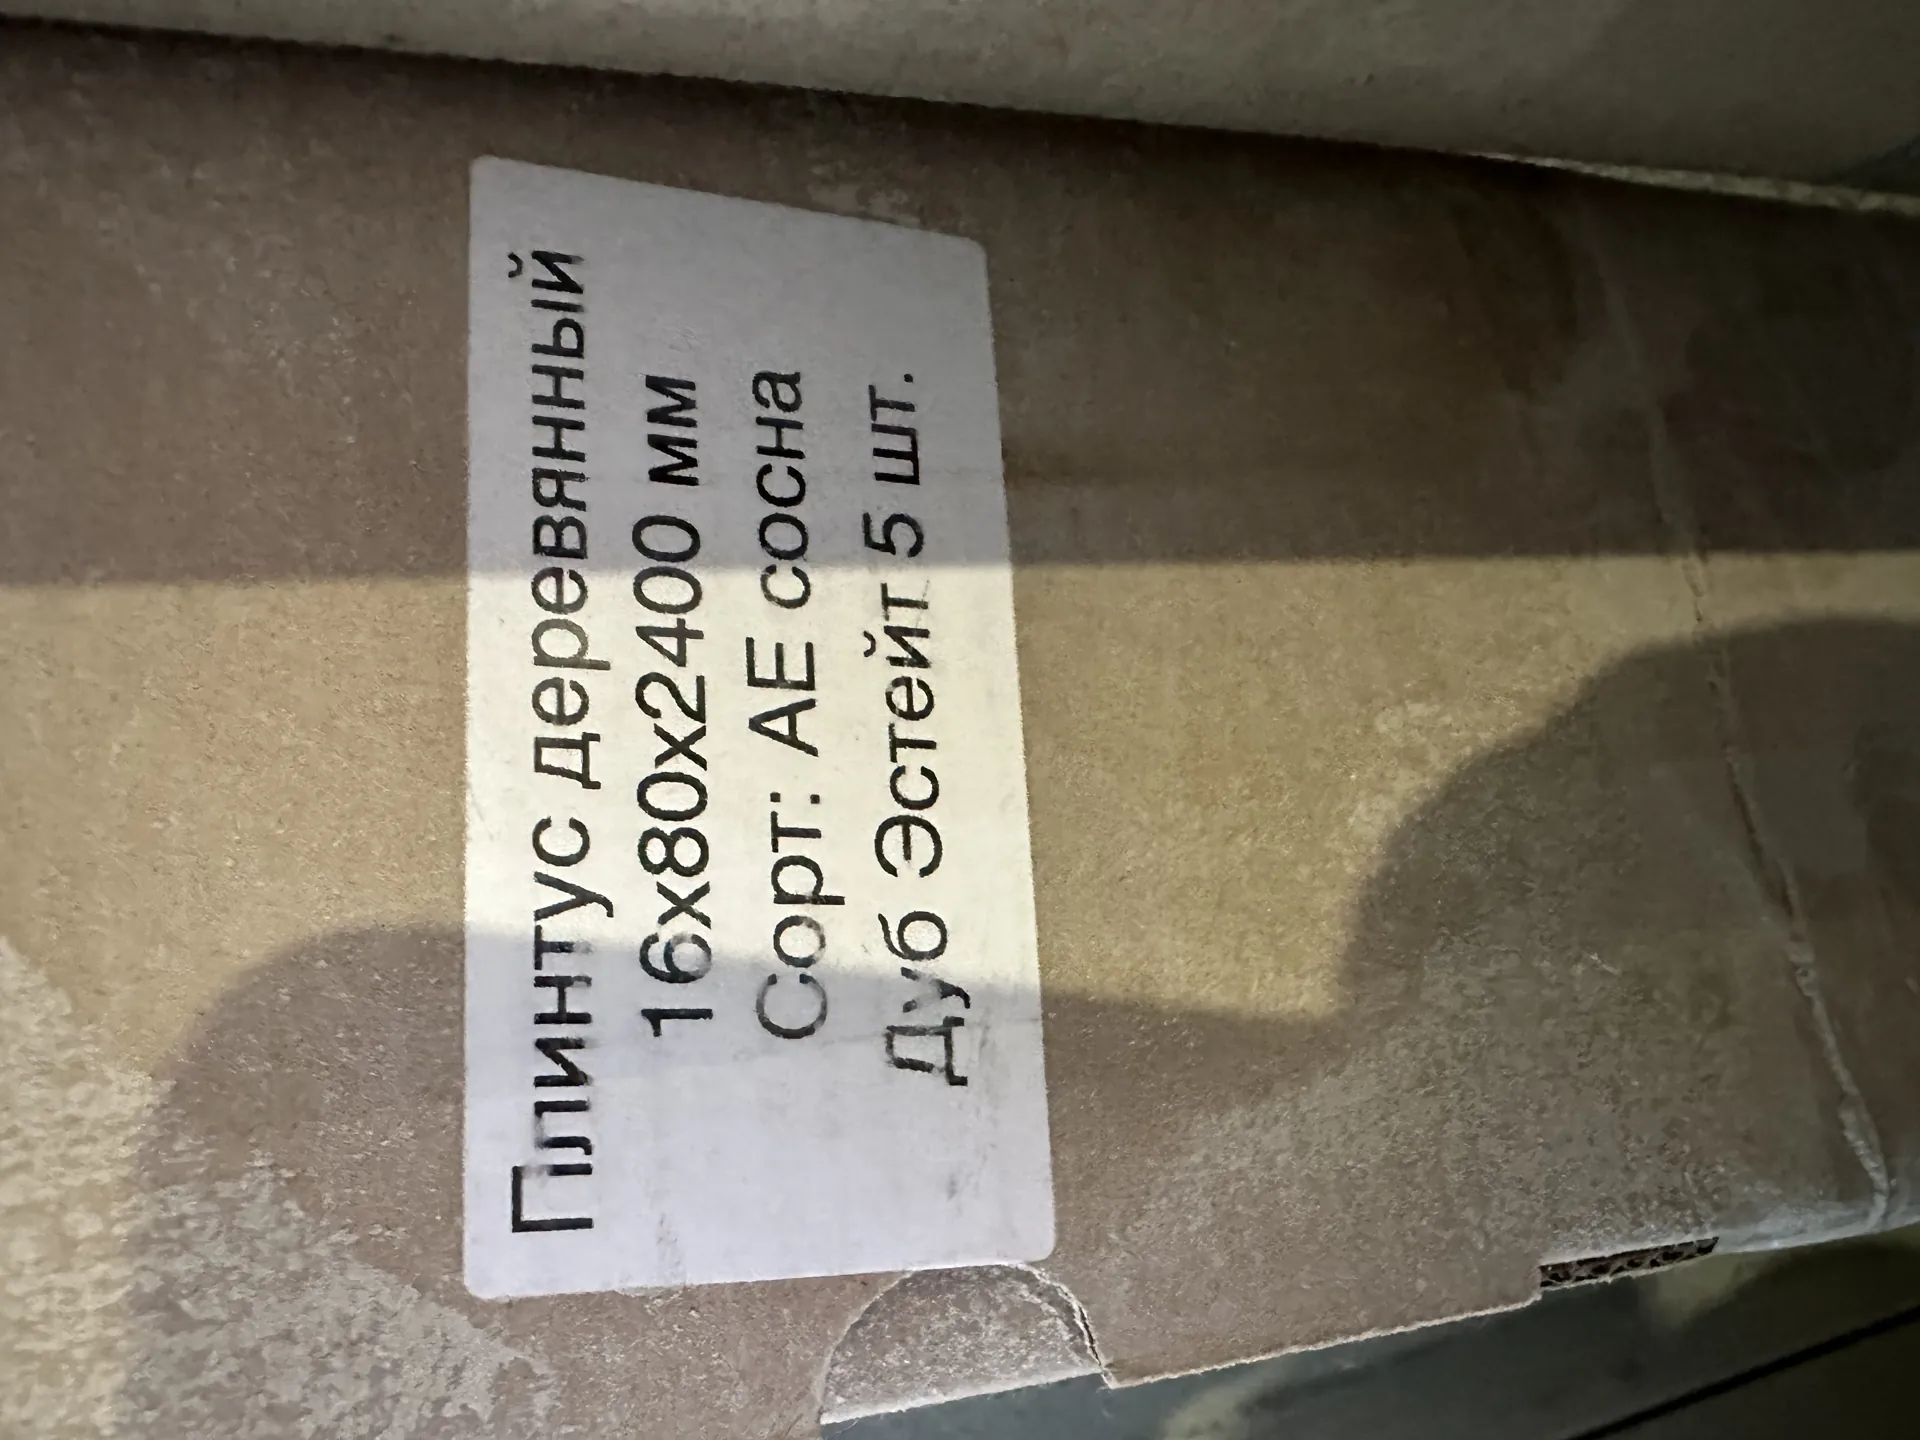 Плинтус деревянный
16х80х2400 мм
Сорт: АЕ сосна
Дуб Эстейт 5 шт.